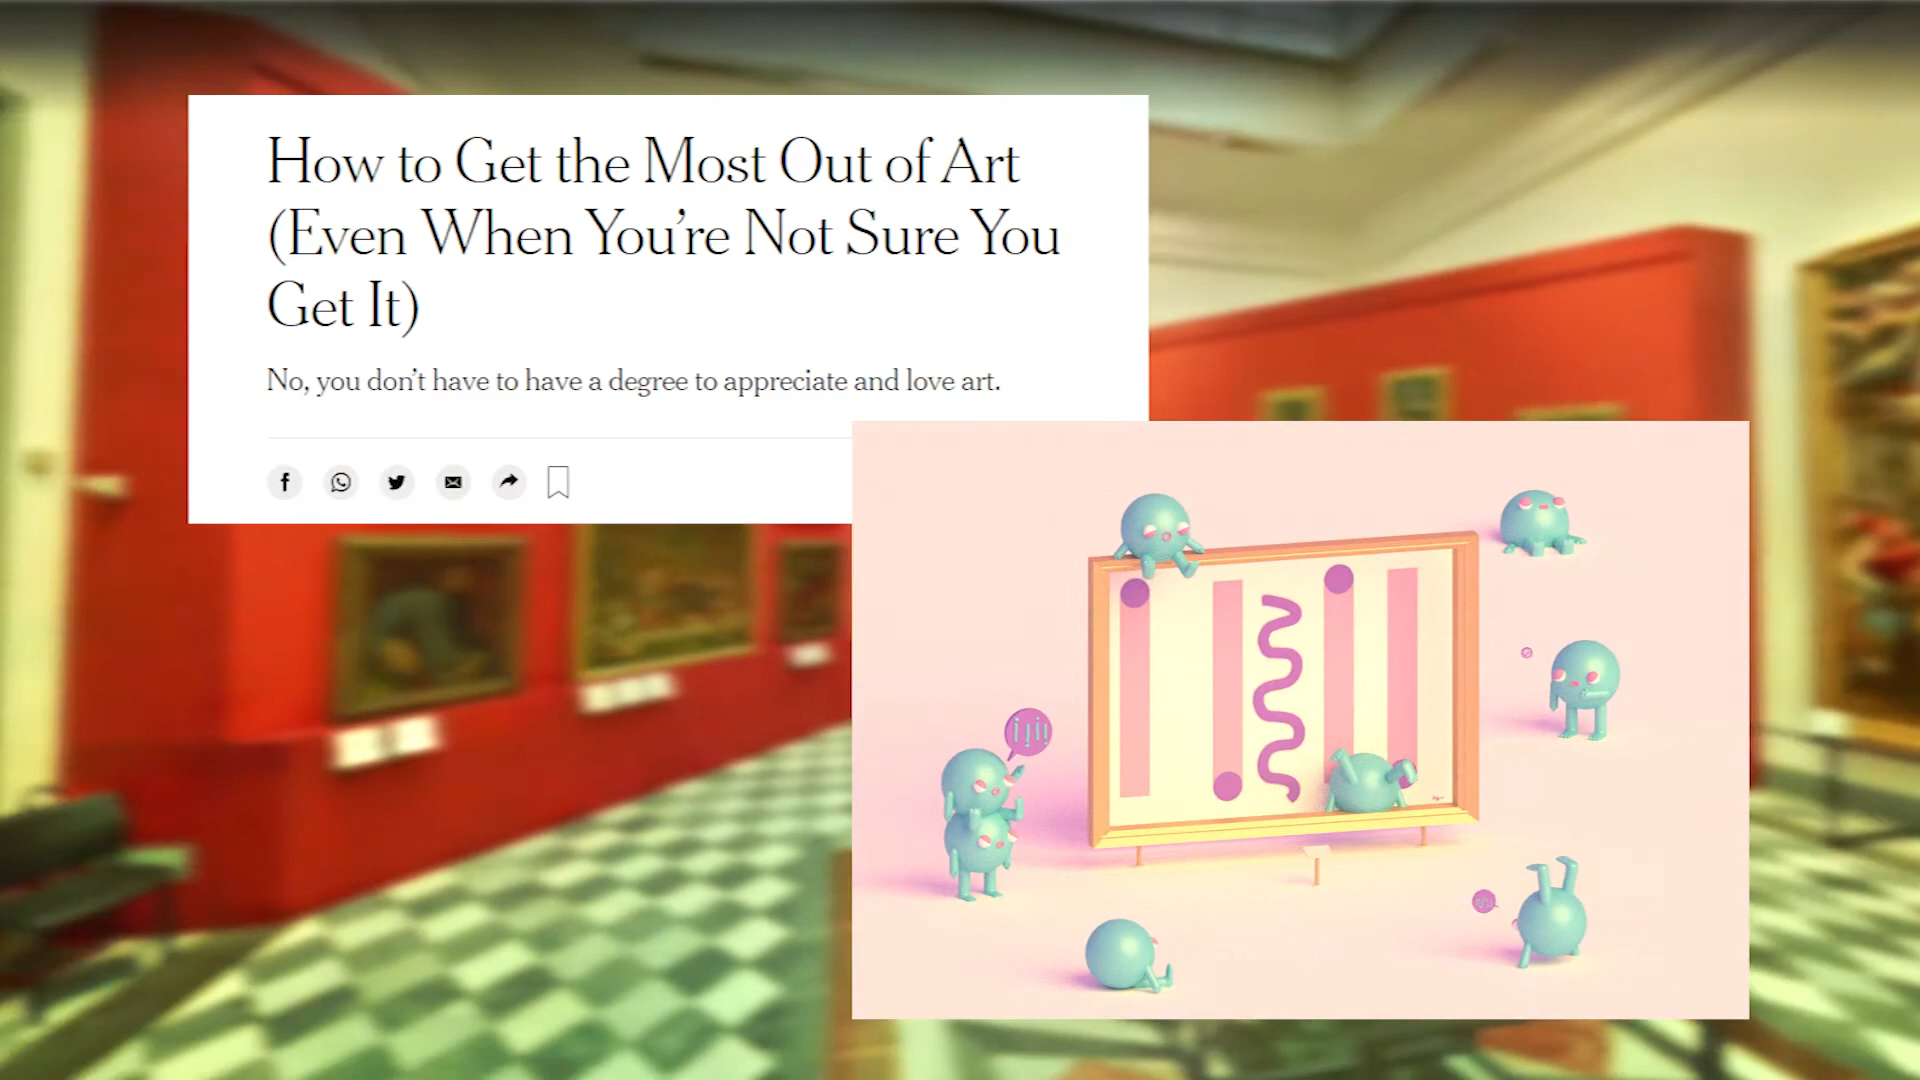 How to Get the Most Out of Art
(Even When You’re Not Sure You
Get It)
No, you don’t have to have a degree to appreciate and love art.